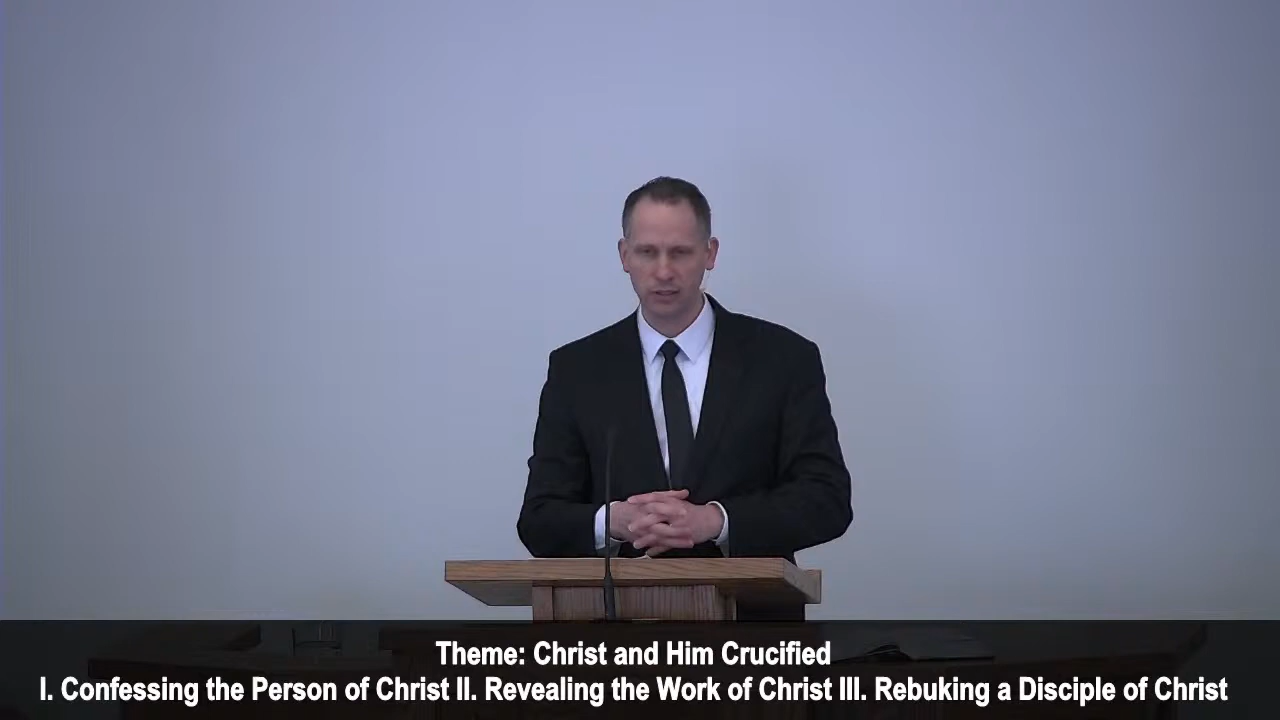 Theme: Christ and Him Crucified
I. Confessing the Person of Christ II. Revealing the Work of Christ III. Rebuking a Disciple of Christ